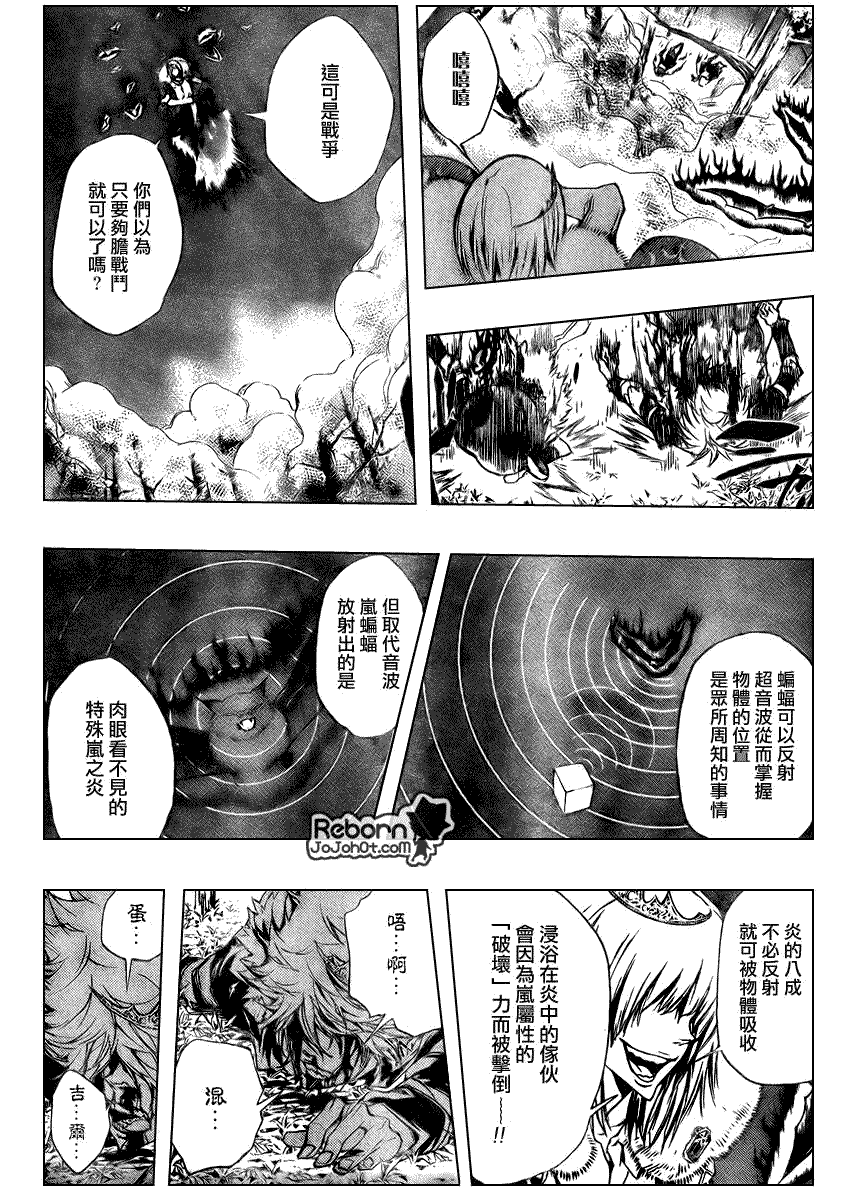 嘻嘻嘻
這可是戰爭
你們以為
只要夠膽戰鬥
就可以了嗎?
蝙蝠可以反射
超音波從而掌握
物體的位置
是眾所周知的事情
但取代音波
嵐蝙蝠
放射出的是
肉眼看不見的
特殊嵐之炎
Reborn
JoJoHOt.com
炎的八成
不必反射
就可被物體吸收
浸浴在炎中的傢伙
會因為嵐屬性的
「破壞」力而被擊倒
~!!
唔…啊…
混…
蛋…
吉…爾…